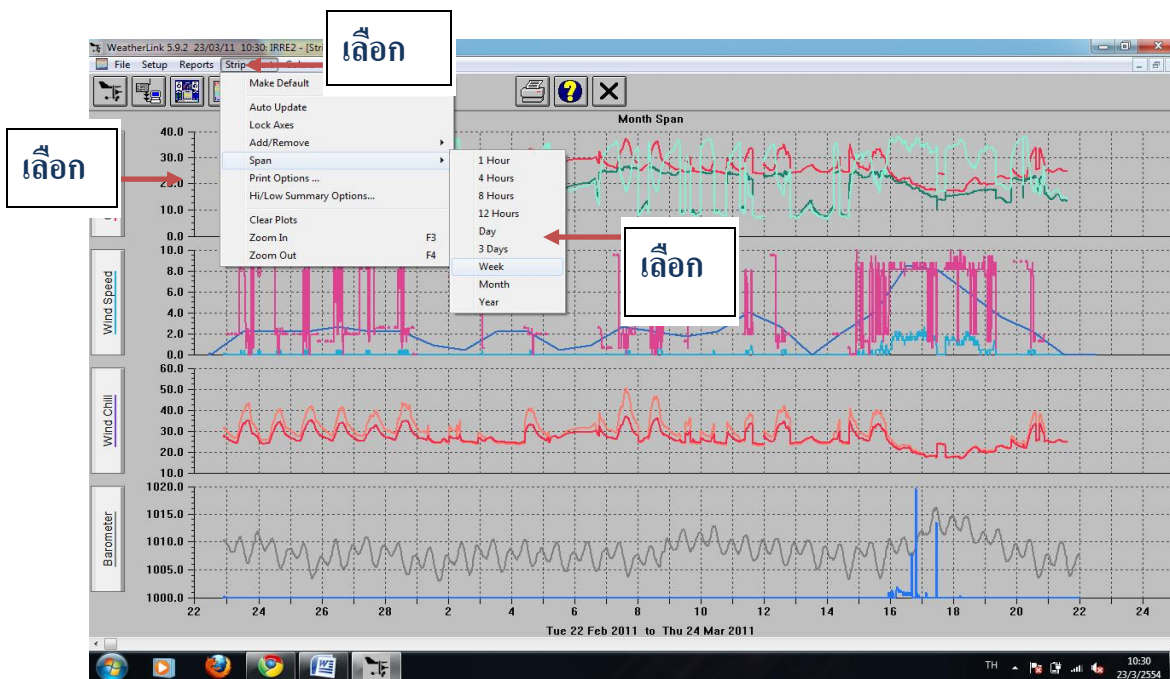 WeatherLink 5.9.2 23/03/11 10:30: IRRE2 - [Stri
เลือก
File Setup Reports Strip
Make Default
Auto Update
Lock Axes
Add/Remove
Span
Print Options ...
Hi/Low Summary Options...
Clear Plots
Zoom In F3
Zoom Out F4
1 Hour
4 Hours
8 Hours
12 Hours
Day
3 Days
Week
Month
Year
เลือก
เลือก
Month Span
40.0
30.0
20.0
10.0
0.0
Wind Speed
10.0
8.0
6.0
4.0
2.0
0.0
Wind Chill
60.0
50.0
40.0
30.0
20.0
10.0
Barometer
1020.0
1015.0
1010.0
1005.0
1000.0
22 24 26 28 2 4 6 8 10 12 14 16 18 20 22 24
Tue 22 Feb 2011 to Thu 24 Mar 2011
TH
10:30
23/3/2554